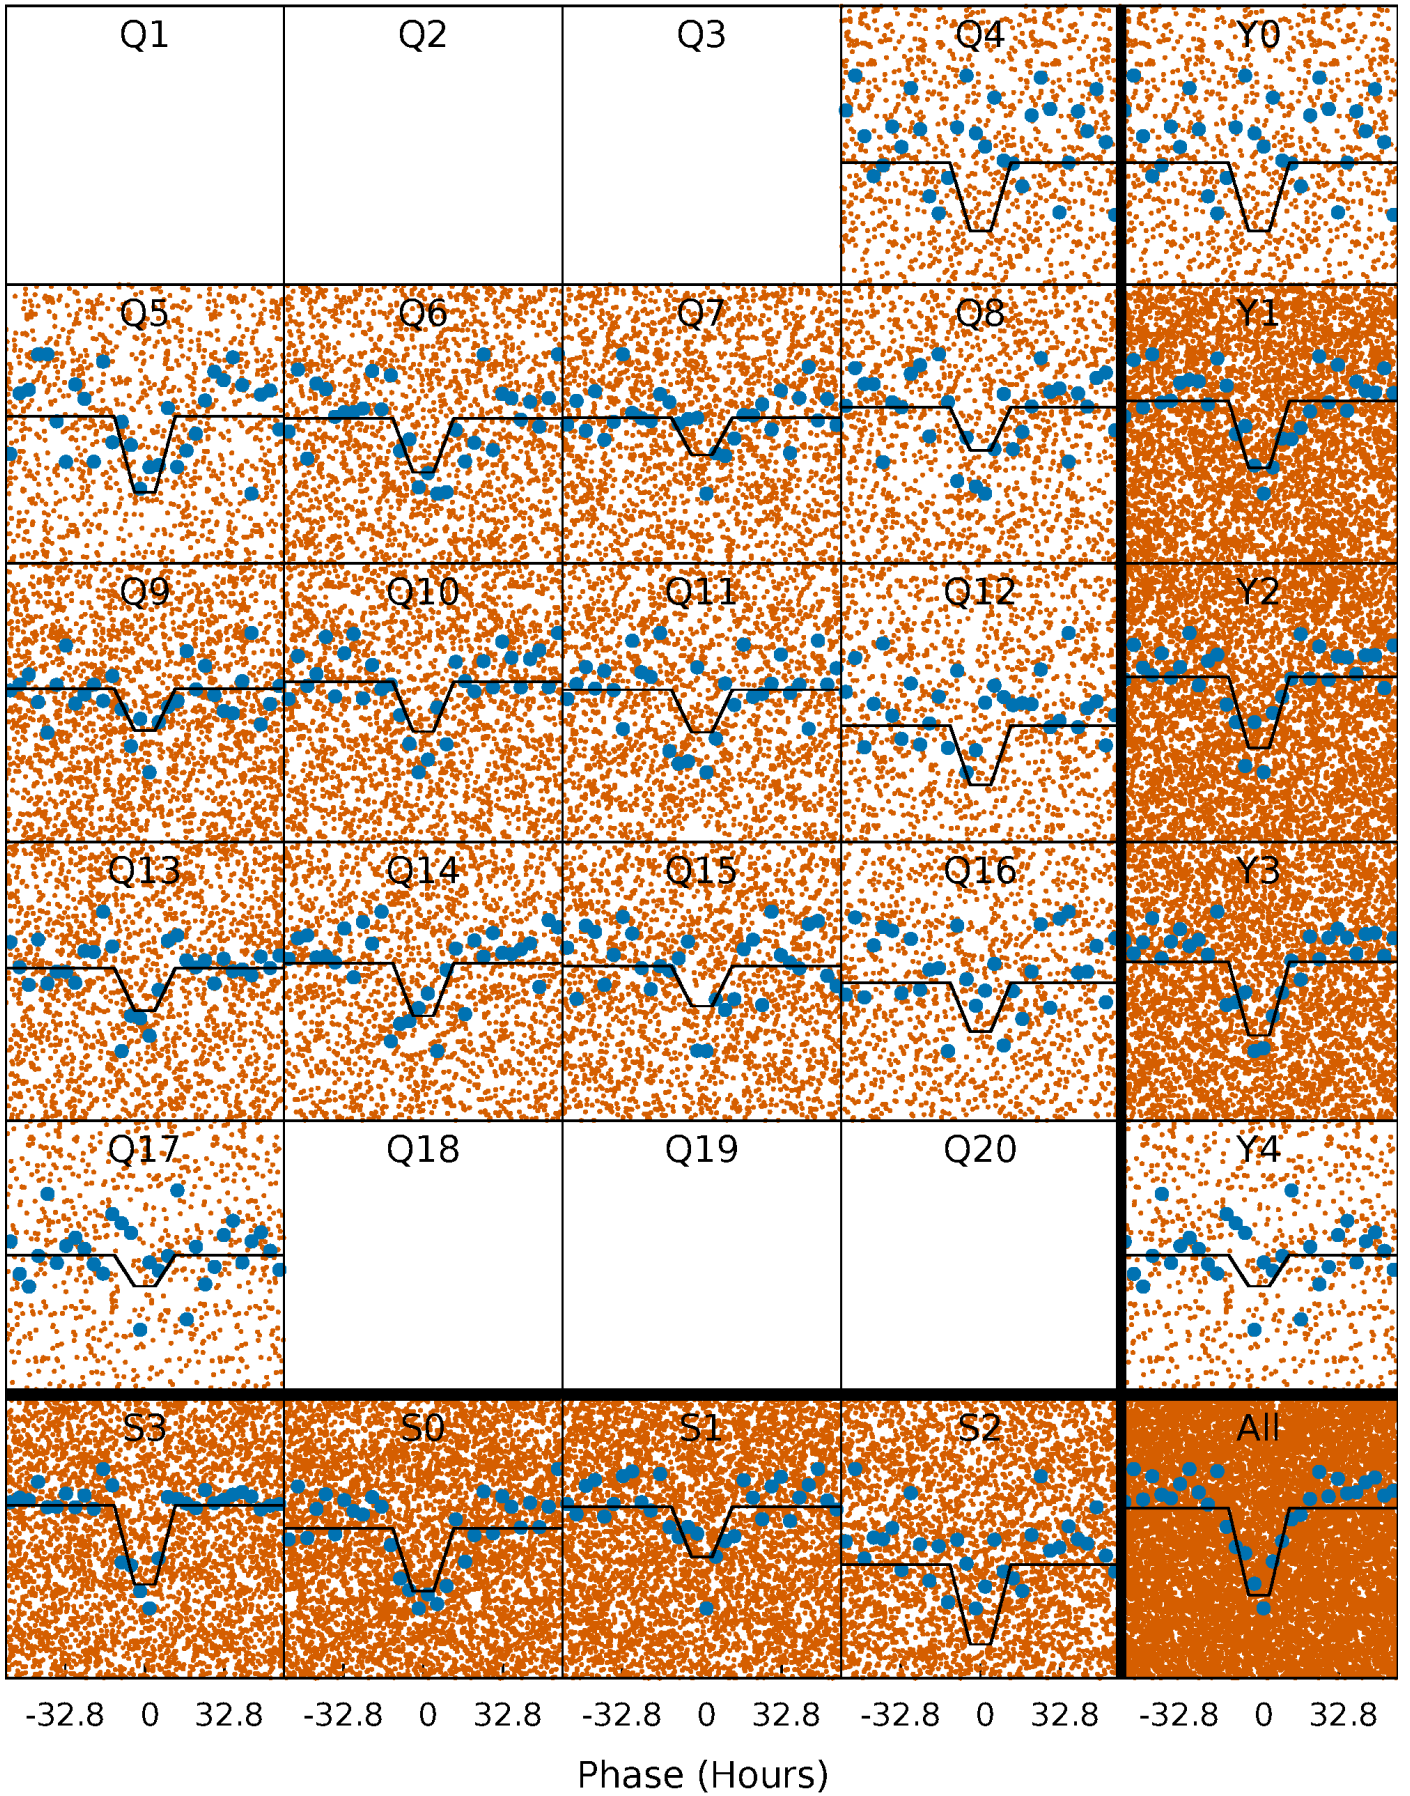 Q1 Q2 Q3 Q4 Y0
Q5 Q6 Q7 Q8 Y1
Q9 Q10 Q11 Q12 Y2
Q13 Q14 Q15 Q16 Y3
Q17 Q18 Q19 Q20 Y4
S3 S0 S1 S2 All
-32.8 0 32.8 -32.8 0 32.8 -32.8 0 32.8 -32.8 0 32.8 -32.8 0 32.8
Phase (Hours)